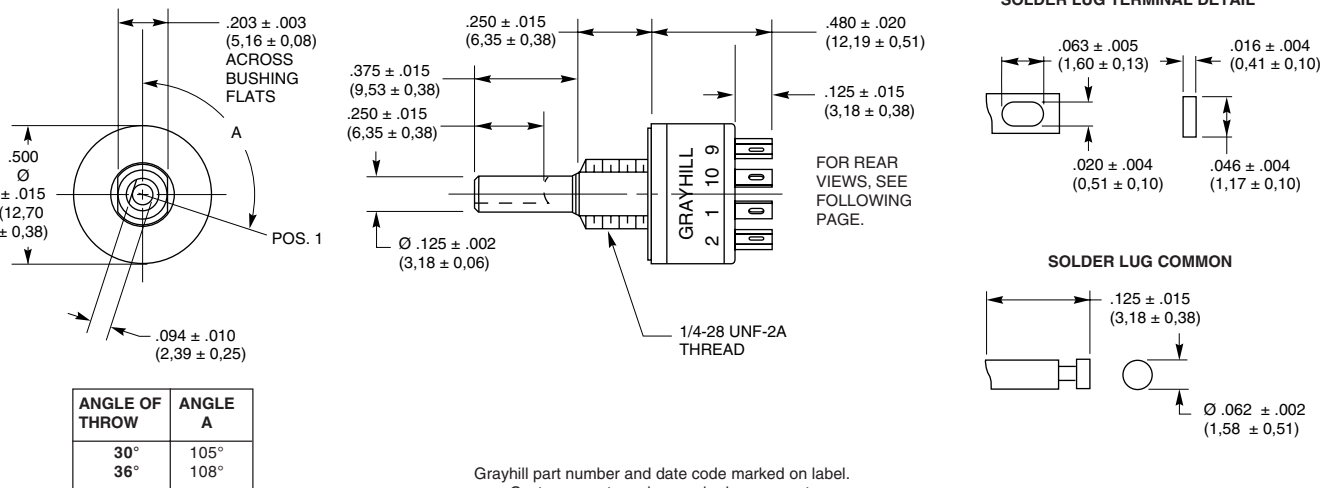 .203 ± .003
(5,16 ± 0,08)
ACROSS
BUSHING
FLATS
A
.500
Ø
± .015
(12,70
± 0,38)
POS. 1
.094 ± .010
(2,39 ± 0,25)
ANGLE OF THROW ANGLE A
30° 105°
36° 108°
.250 ± .015
(6,35 ± 0,38)
.480 ± .020
(12,19 ± 0,51)
.375 ± .015
(9,53 ± 0,38)
.125 ± .015
(3,18 ± 0,38)
.250 ± .015
(6,35 ± 0,38)
GRAYHILL
2 1 10 9
FOR REAR
VIEWS, SEE
FOLLOWING
PAGE.
Ø .125 ± .002
(3,18 ± 0,06)
1/4-28 UNF-2A
THREAD
Grayhill part number and date code marked on label.
SOLDER LUG TERMINAL DETAIL
.063 ± .005
(1,60 ± 0,13)
.016 ± .004
(0,41 ± 0,10)
.020 ± .004
(0,51 ± 0,10)
.046 ± .004
(1,17 ± 0,10)
SOLDER LUG COMMON
.125 ± .015
(3,18 ± 0,38)
Ø .062 ± .002
(1,58 ± 0,51)